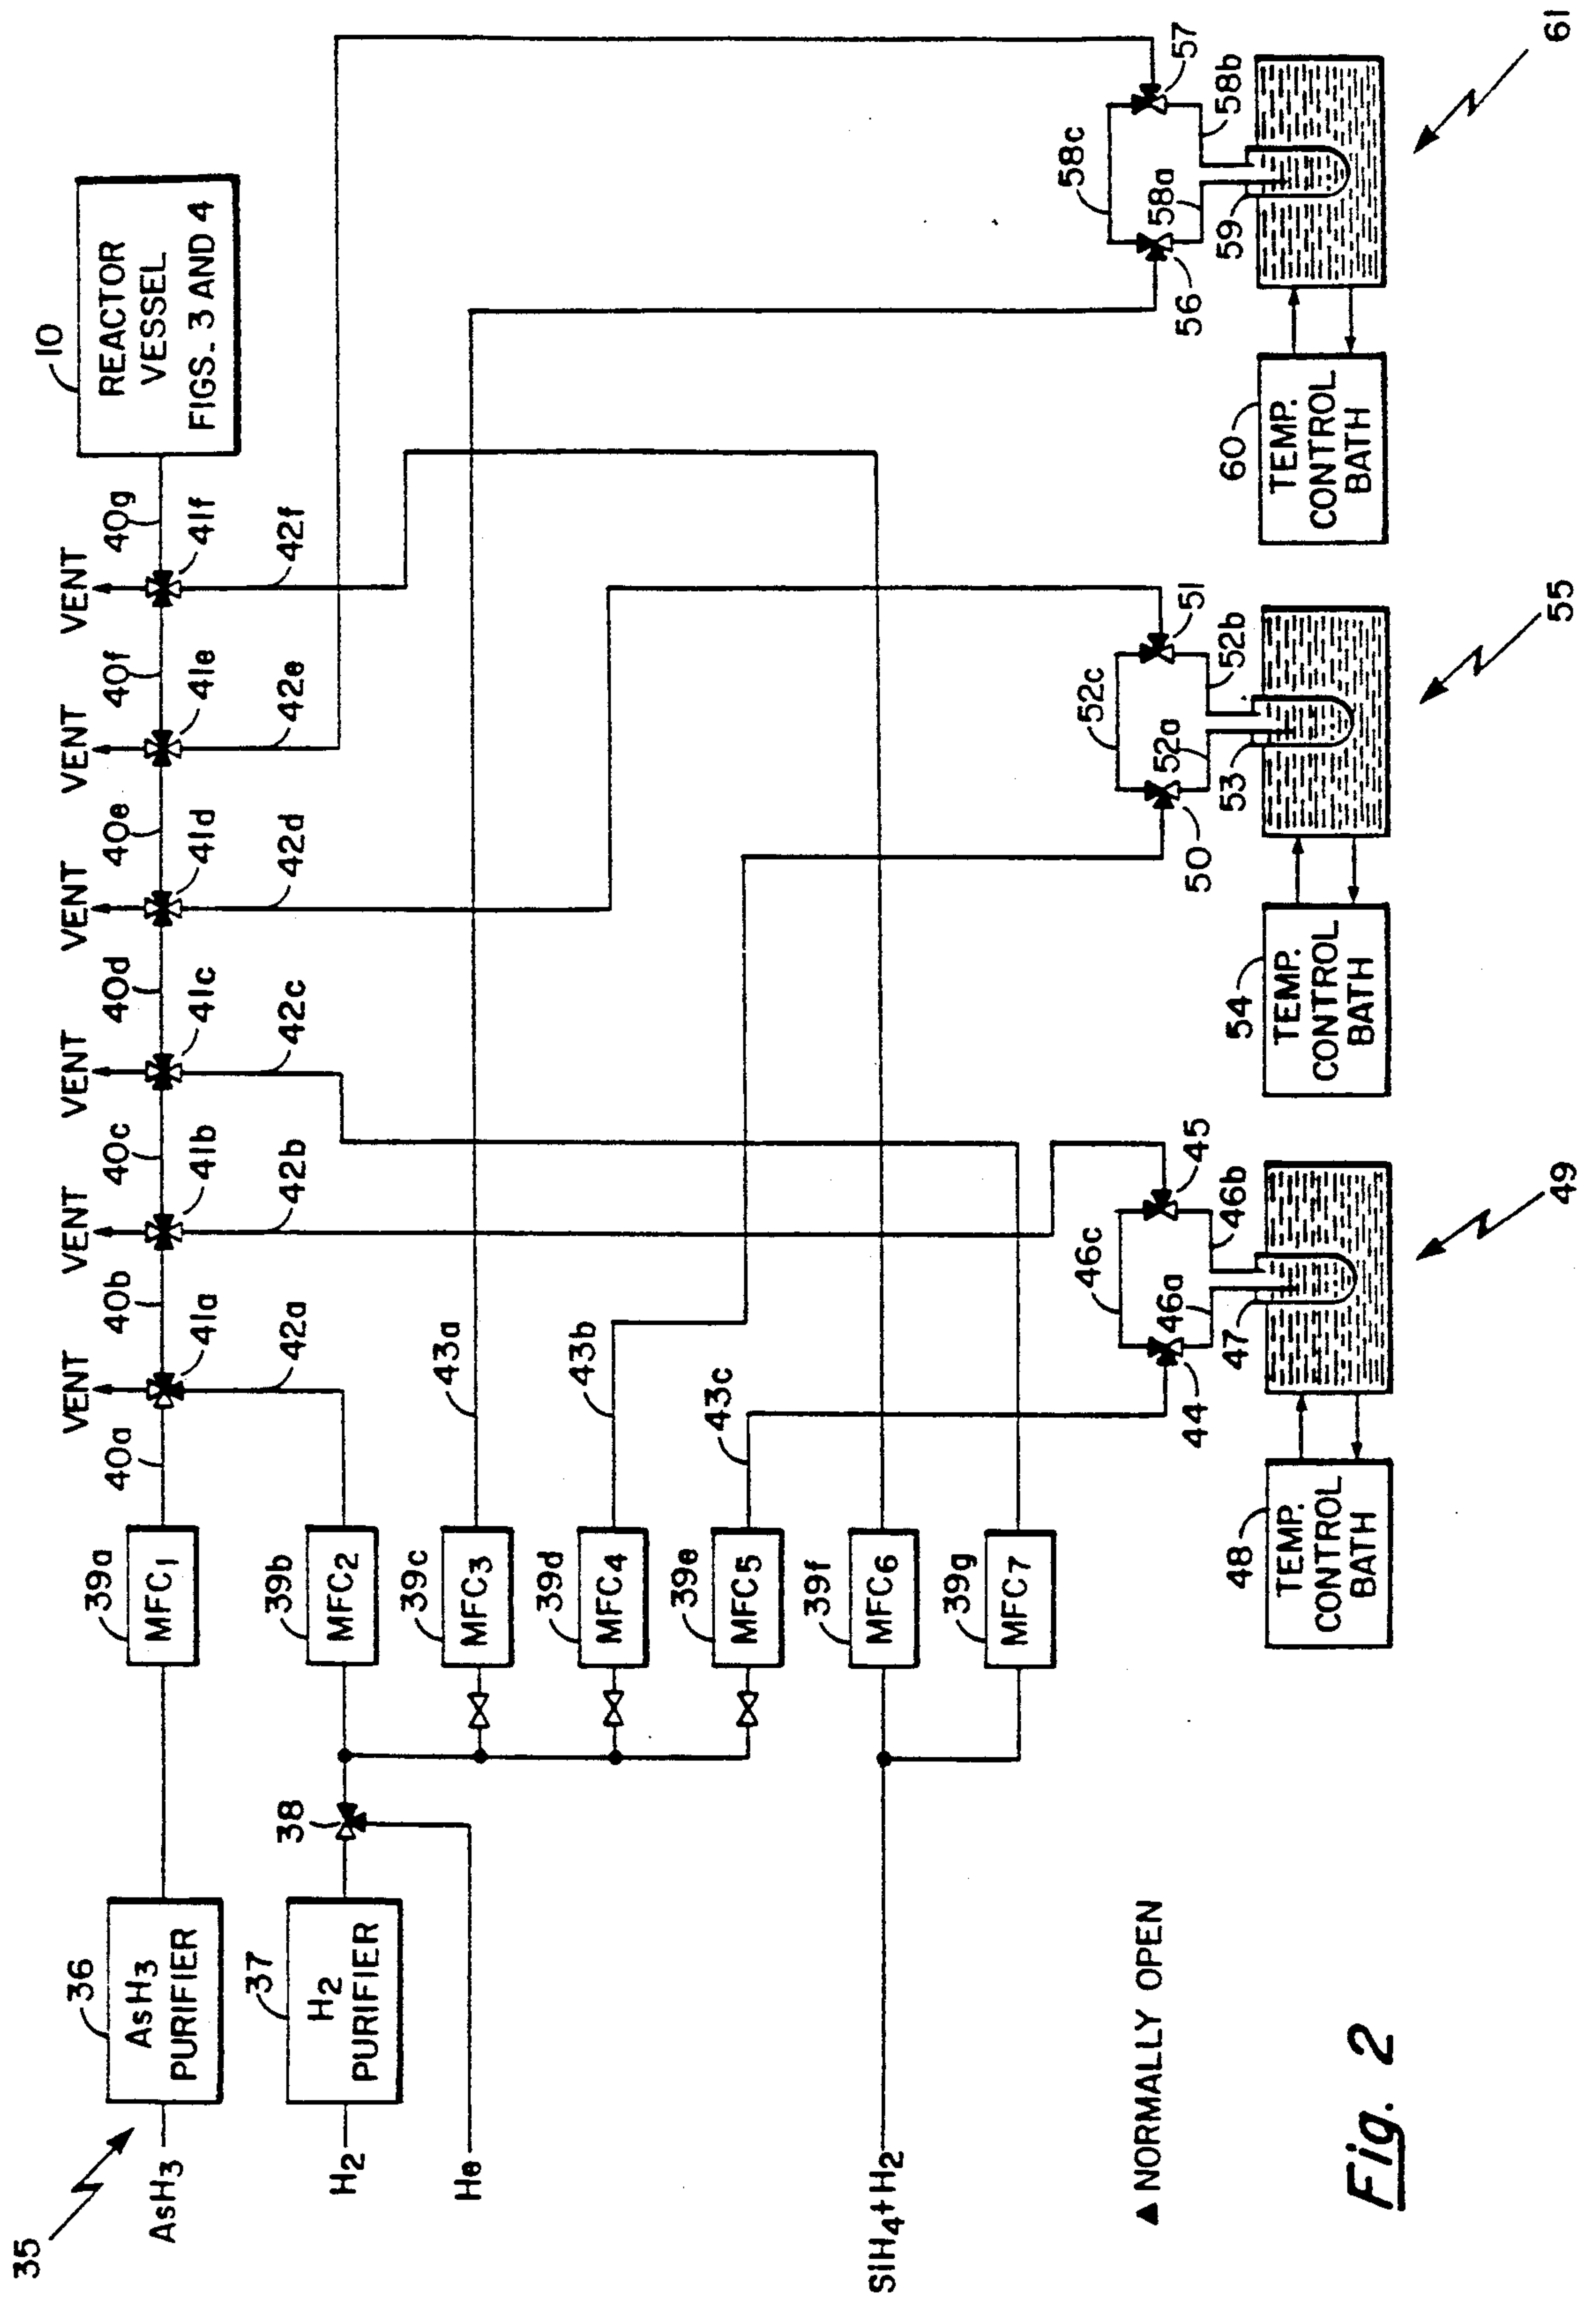 35
AsH3
36
AsH3
PURIFIER
39a
MFC1
40a
VENT
41a
40b
VENT
41b
40c
VENT
41c
40d
VENT
41d
40e
VENT
41e
40f
VENT
41f
40g
10
REACTOR
VESSEL
FIGS. 3 AND 4
H2
37
H2
PURIFIER
38
He
39b
MFC2
42a
42b
42c
42d
42e
42f
39c
MFC3
43a
39d
MFC4
43b
39e
MFC5
43c
SiH4+H2
39f
MFC6
39g
MFC7
44
45
46c
46a
46b
47
48
TEMP.
CONTROL
BATH
49
50
51
52c
52a
52b
53
54
TEMP.
CONTROL
BATH
55
56
57
58c
58a
58b
59
60
TEMP.
CONTROL
BATH
61
▲ NORMALLY OPEN
Fig. 2